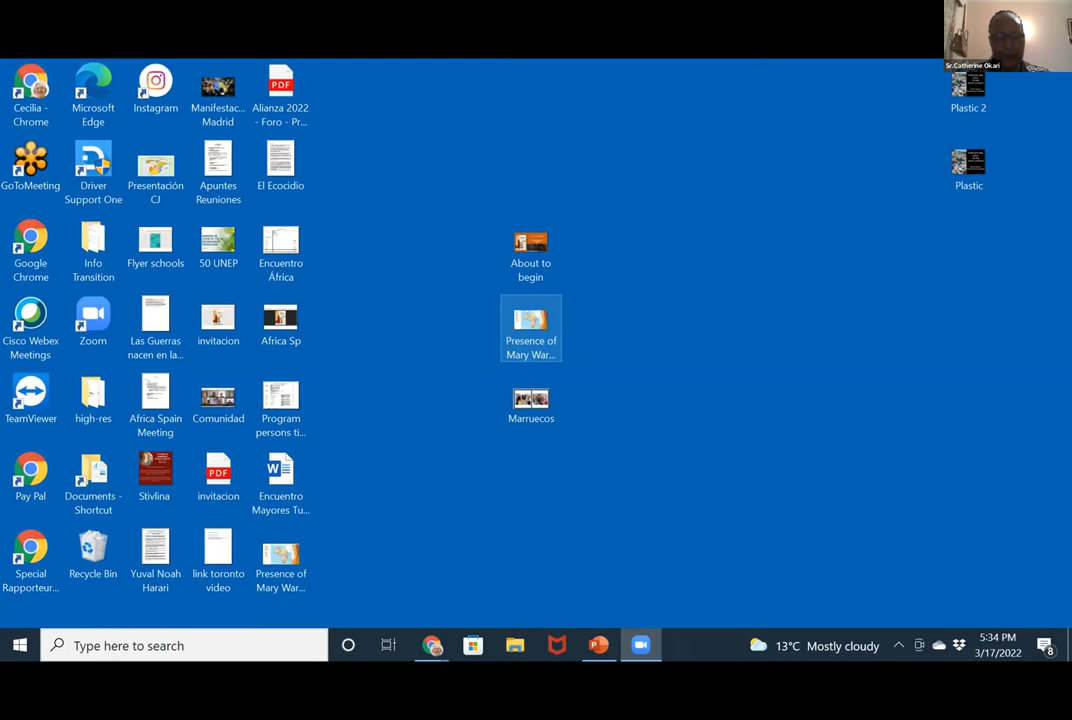 Sr.Catherine Okari
Cecilia -
Chrome
Microsoft
Edge
Instagram
Manifestac...
Madrid
PDF
Alianza 2022
- Foro - Pr...
Plastic 2
GoToMeeting
Driver
Support One
Presentación
CJ
Apuntes
Reuniones
El Ecocidio
Plastic
Google
Chrome
Info
Transition
Flyer schools
50 UNEP
Encuentro
África
About to
begin
Cisco Webex
Meetings
Zoom
Las Guerras
nacen en la...
invitacion
Africa Sp
Presence of
Mary War...
TeamViewer
high-res
Africa Spain
Meeting
Comunidad
Program
persons ti...
Marruecos
Pay Pal
Documents -
Shortcut
Stivlina
PDF
invitacion
W
Encuentro
Mayores Tu...
Special
Rapporteur...
Recycle Bin
Yuval Noah
Harari
link toronto
video
Presence of
Mary War...
Type here to search
13°C Mostly cloudy
5:34 PM
3/17/2022
8